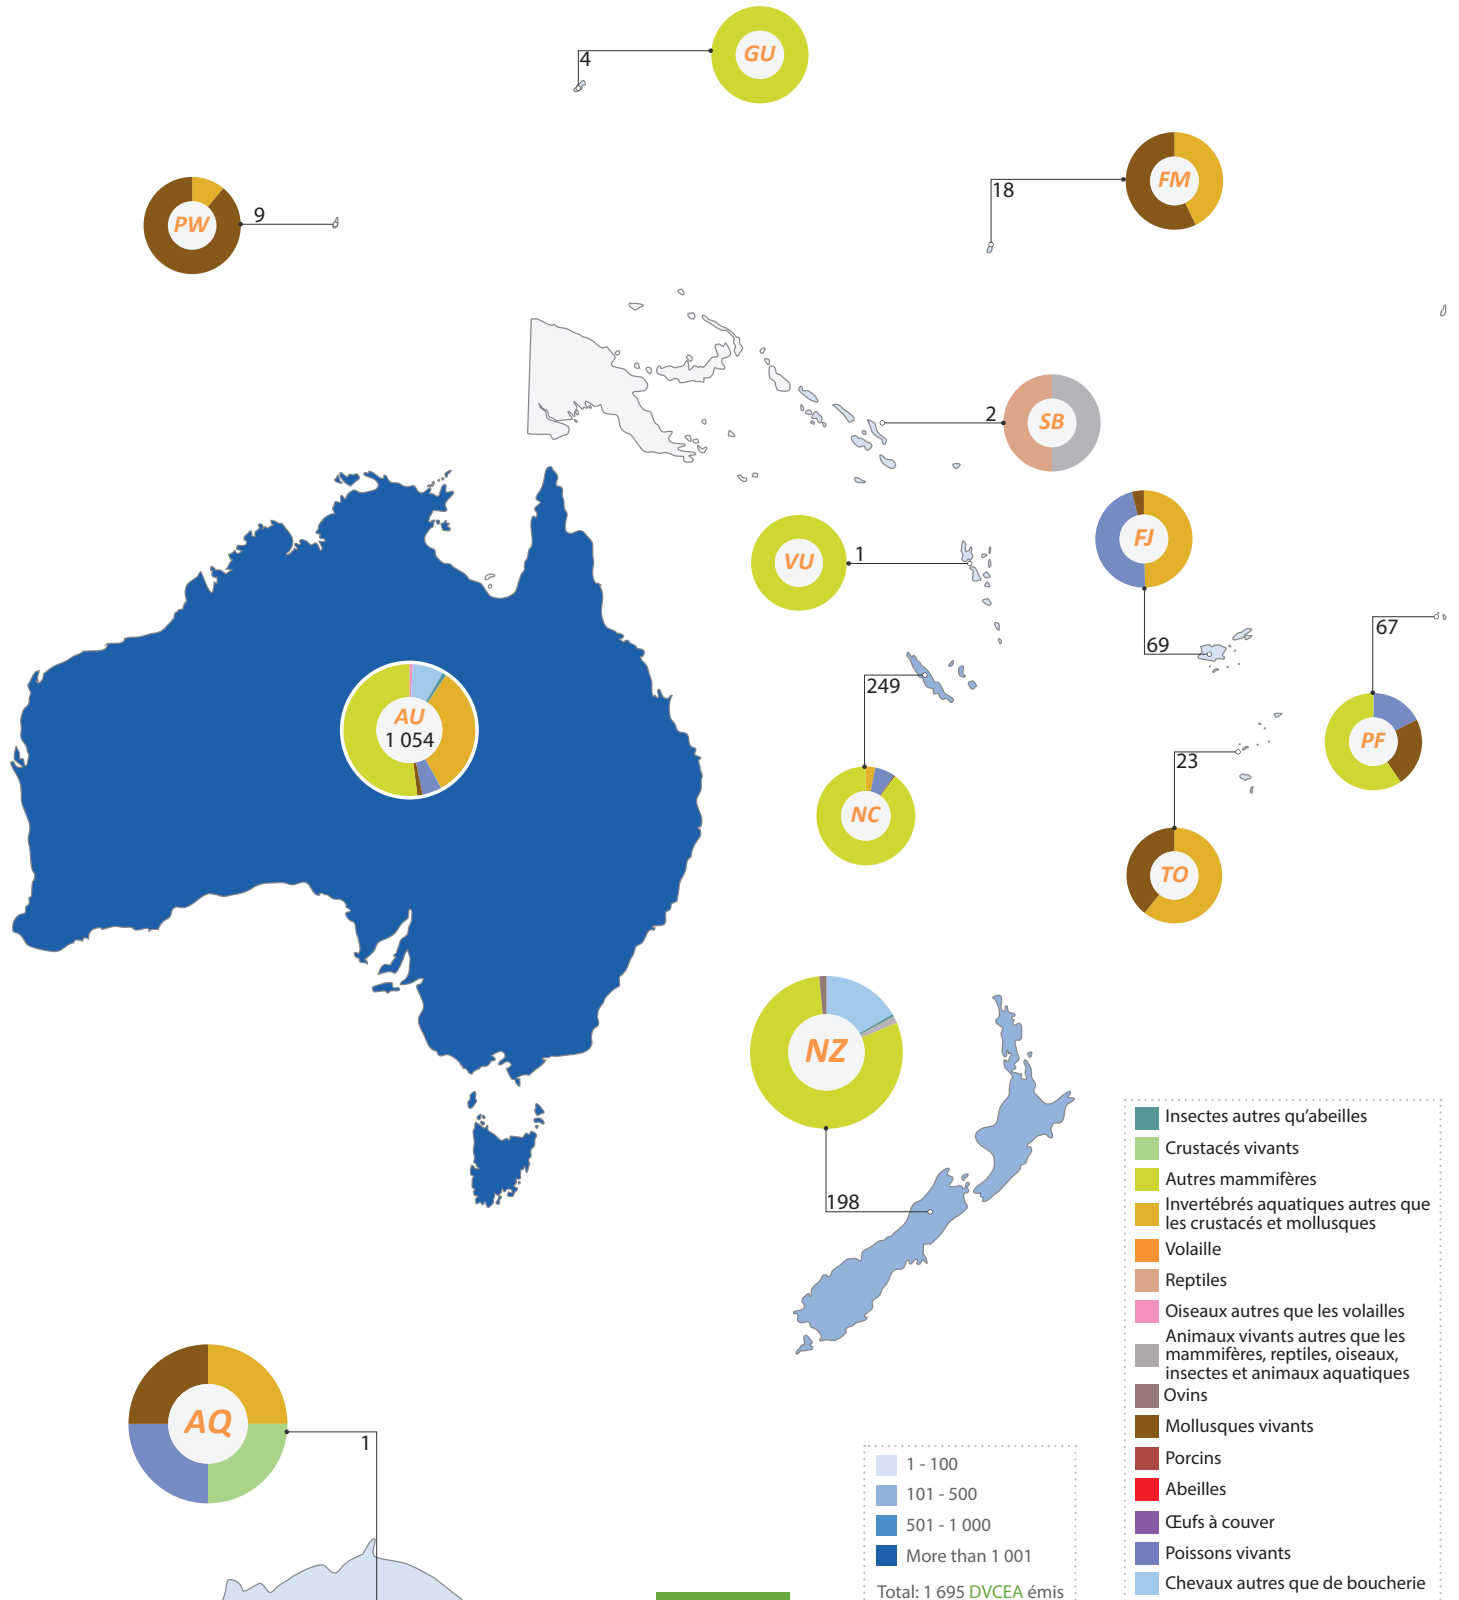 GU
4
FM
18
PW
9
2
SB
FJ
VU
1
69
67
249
AU
1 054
PF
23
NC
TO
NZ
198
Insectes autres qu'abeilles
Crustacés vivants
Autres mammifères
Invertébrés aquatiques autres que
les crustacés et mollusques
Volaille
Reptiles
Oiseaux autres que les volailles
Animaux vivants autres que les
mammifères, reptiles, oiseaux,
insectes et animaux aquatiques
Ovins
Mollusques vivants
Porcins
Abeilles
Œufs à couver
Poissons vivants
Chevaux autres que de boucherie
AQ
1
1 - 100
101 - 500
501 - 1 000
More than 1 001
Total: 1 695 DVCEA émis